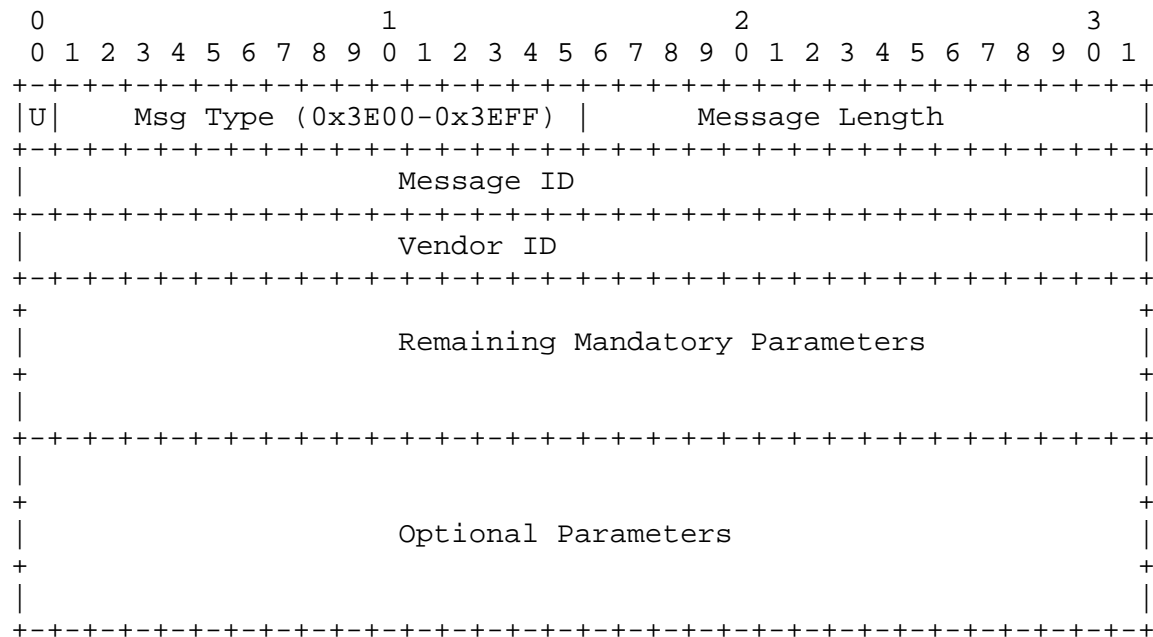 0                   1                   2                   3
 0 1 2 3 4 5 6 7 8 9 0 1 2 3 4 5 6 7 8 9 0 1 2 3 4 5 6 7 8 9 0 1
+-+-+-+-+-+-+-+-+-+-+-+-+-+-+-+-+-+-+-+-+-+-+-+-+-+-+-+-+-+-+-+-+
|U|    Msg Type (0x3E00-0x3EFF) |      Message Length           |
+-+-+-+-+-+-+-+-+-+-+-+-+-+-+-+-+-+-+-+-+-+-+-+-+-+-+-+-+-+-+-+-+
|                     Message ID                                |
+-+-+-+-+-+-+-+-+-+-+-+-+-+-+-+-+-+-+-+-+-+-+-+-+-+-+-+-+-+-+-+-+
|                     Vendor ID                                 |
+-+-+-+-+-+-+-+-+-+-+-+-+-+-+-+-+-+-+-+-+-+-+-+-+-+-+-+-+-+-+-+-+
+                                                               +
|                     Remaining Mandatory Parameters            |
+                                                               +
|                                                               |
+-+-+-+-+-+-+-+-+-+-+-+-+-+-+-+-+-+-+-+-+-+-+-+-+-+-+-+-+-+-+-+-+
|                                                               |
+                                                               +
|                     Optional Parameters                       |
+                                                               +
|                                                               |
+-+-+-+-+-+-+-+-+-+-+-+-+-+-+-+-+-+-+-+-+-+-+-+-+-+-+-+-+-+-+-+-+